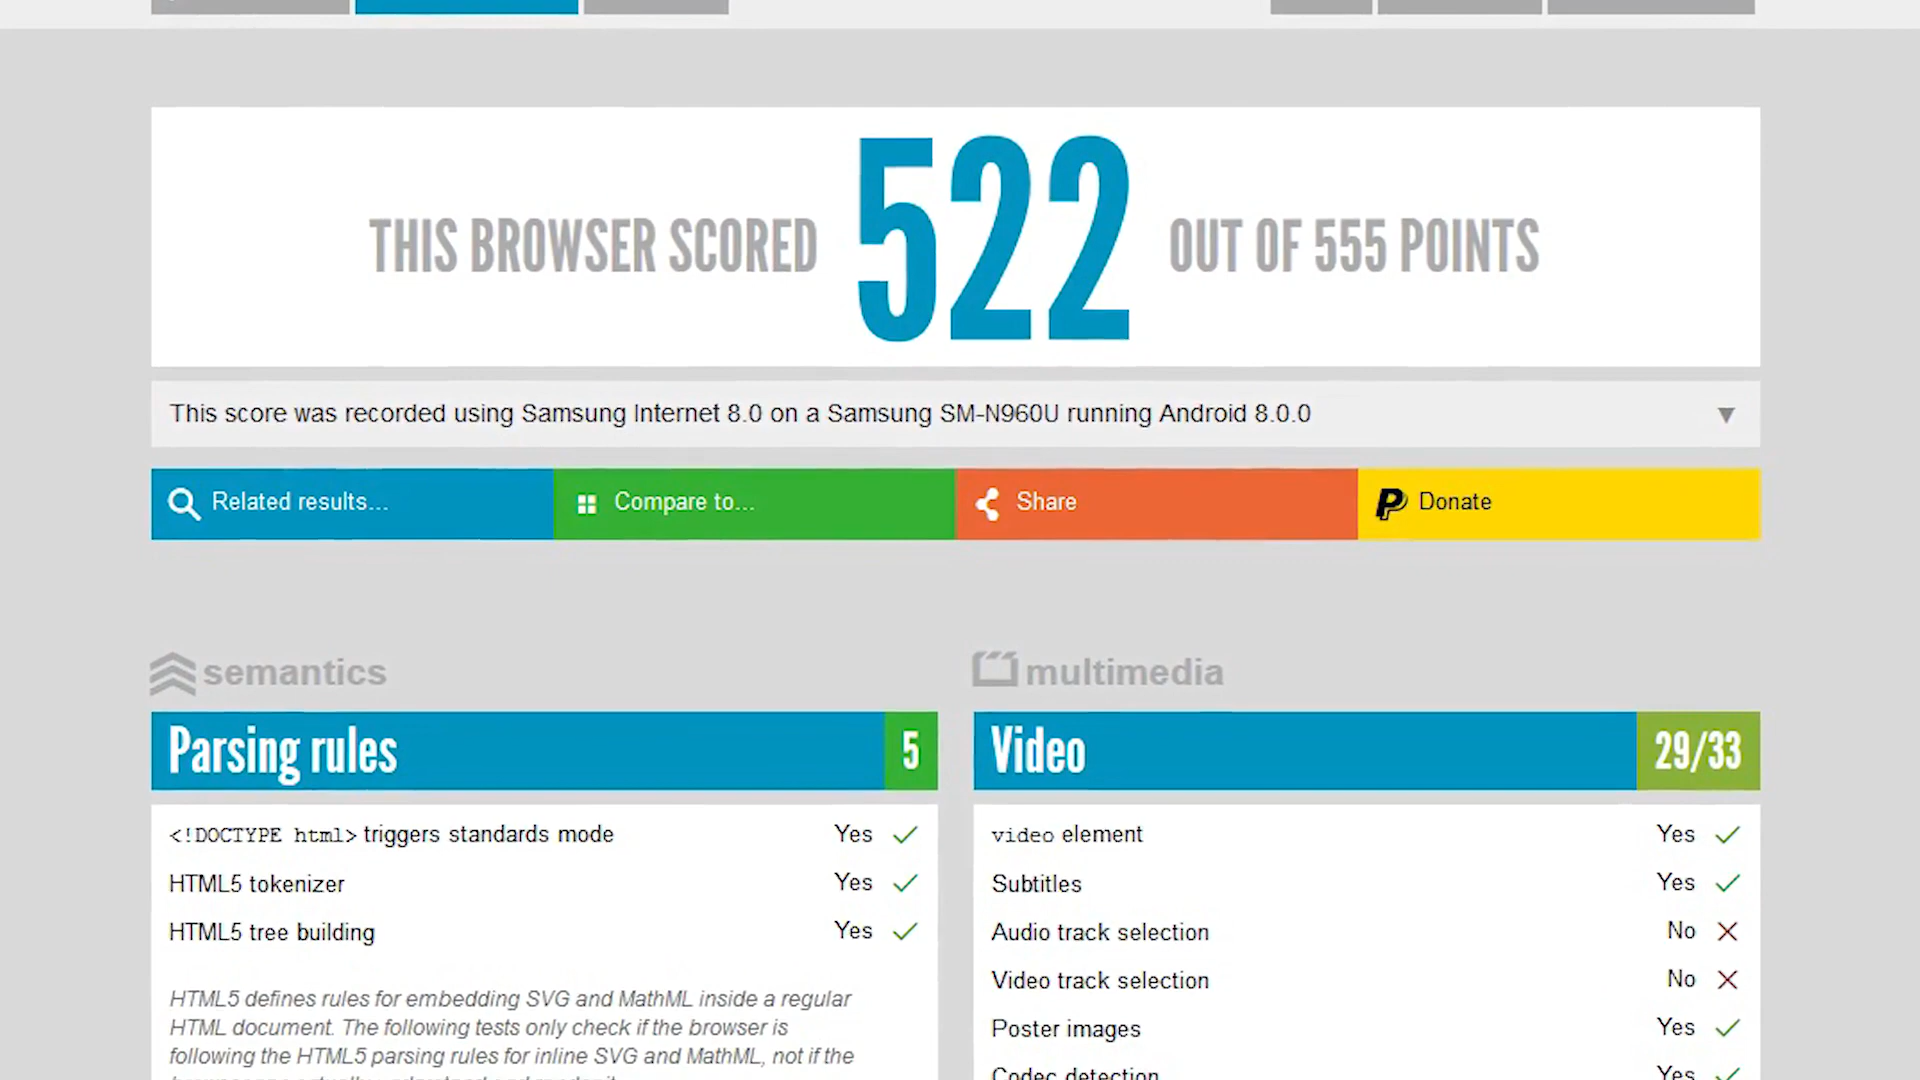 THIS BROWSER SCORED 522 OUT OF 555 POINTS
This score was recorded using Samsung Internet 8.0 on a Samsung SM-N960U running Android 8.0.0
Related results... Compare to... Share Donate
semantics
Parsing rules 5
<!DOCTYPE html> triggers standards mode Yes
HTML5 tokenizer Yes
HTML5 tree building Yes
HTML5 defines rules for embedding SVG and MathML inside a regular
HTML document. The following tests only check if the browser is
following the HTML5 parsing rules for inline SVG and MathML, not if the
multimedia
Video 29/33
video element Yes
Subtitles Yes
Audio track selection No
Video track selection No
Poster images Yes
Codec detection Yes